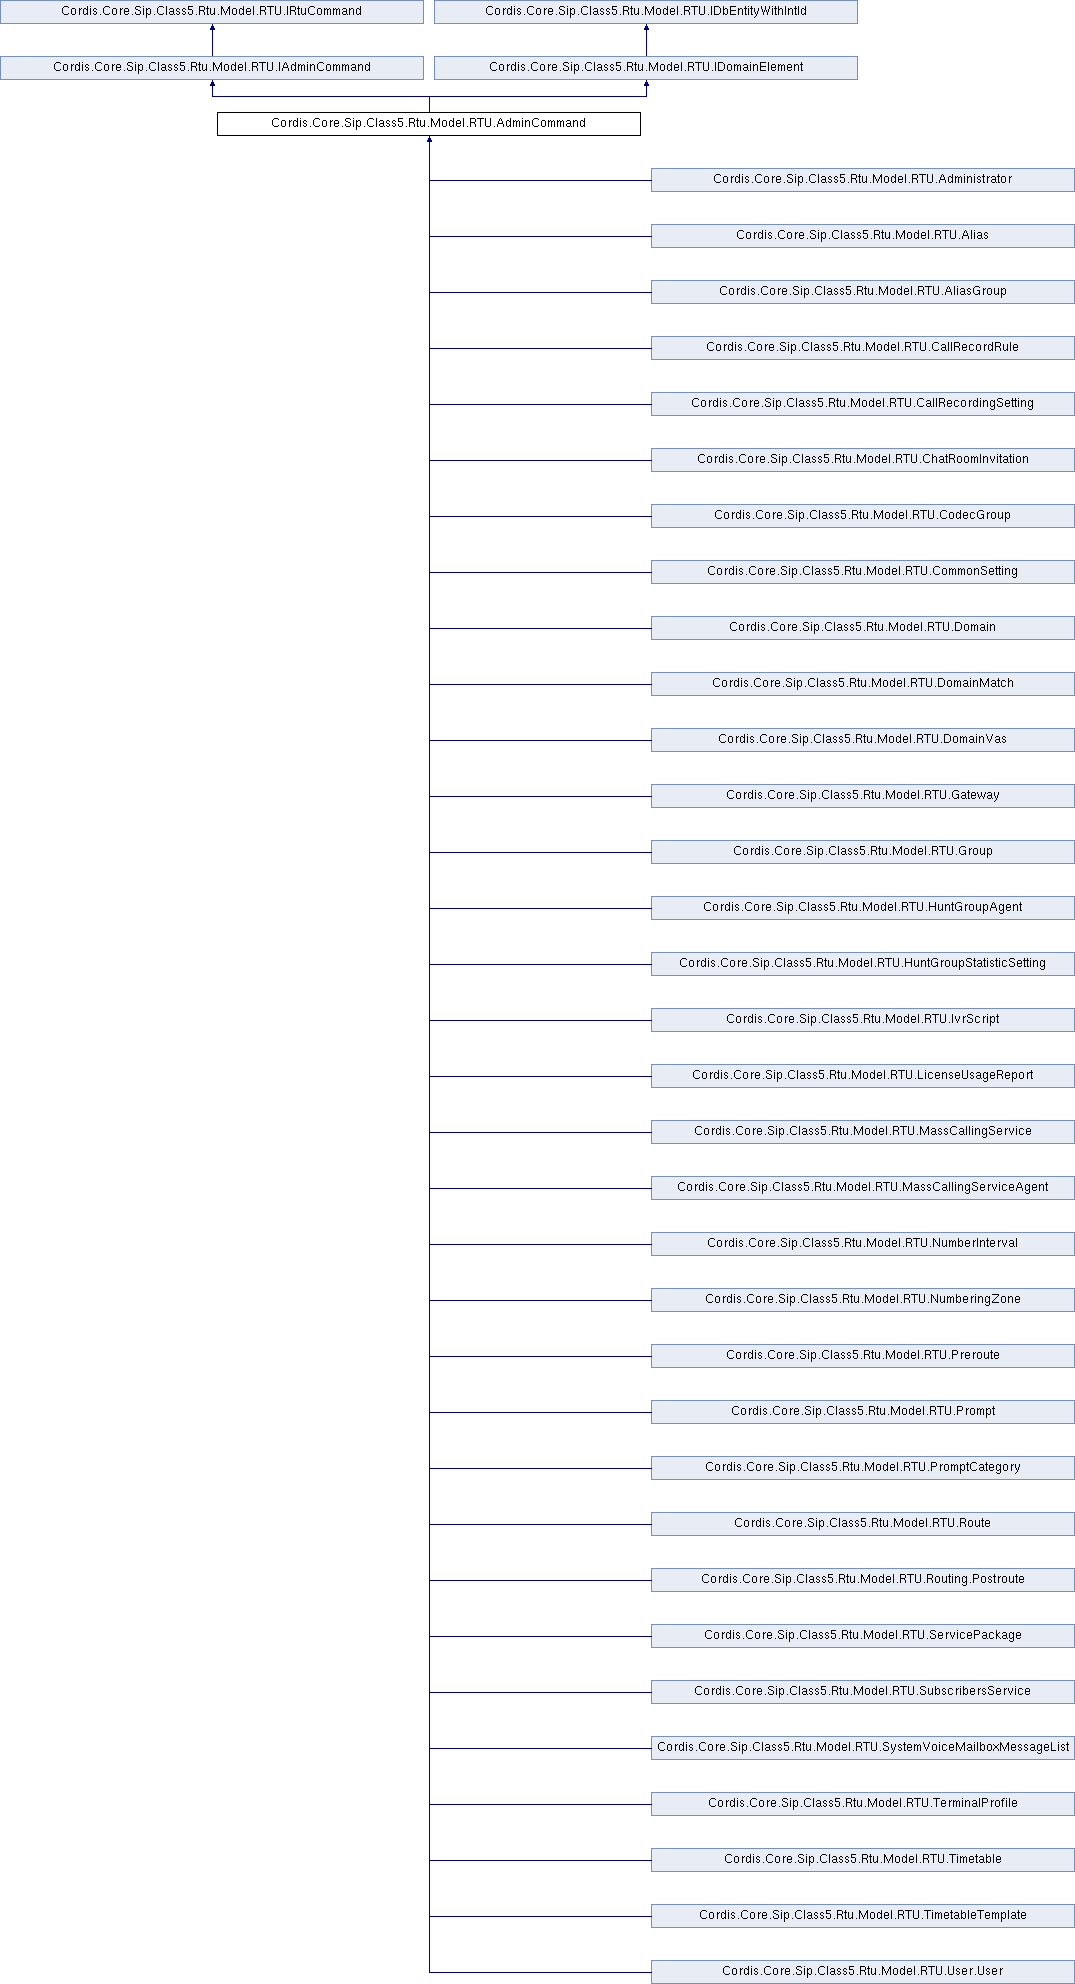 Cordis.Core.Sip.Class5.Rtu.Model.RTU.IRtuCommand
Cordis.Core.Sip.Class5.Rtu.Model.RTU.IDbEntityWithIntId
Cordis.Core.Sip.Class5.Rtu.Model.RTU.IAdminCommand
Cordis.Core.Sip.Class5.Rtu.Model.RTU.IDomainElement
Cordis.Core.Sip.Class5.Rtu.Model.RTU.AdminCommand
Cordis.Core.Sip.Class5.Rtu.Model.RTU.Administrator
Cordis.Core.Sip.Class5.Rtu.Model.RTU.Alias
Cordis.Core.Sip.Class5.Rtu.Model.RTU.AliasGroup
Cordis.Core.Sip.Class5.Rtu.Model.RTU.CallRecordRule
Cordis.Core.Sip.Class5.Rtu.Model.RTU.CallRecordingSetting
Cordis.Core.Sip.Class5.Rtu.Model.RTU.ChatRoomInvitation
Cordis.Core.Sip.Class5.Rtu.Model.RTU.CodecGroup
Cordis.Core.Sip.Class5.Rtu.Model.RTU.CommonSetting
Cordis.Core.Sip.Class5.Rtu.Model.RTU.Domain
Cordis.Core.Sip.Class5.Rtu.Model.RTU.DomainMatch
Cordis.Core.Sip.Class5.Rtu.Model.RTU.DomainVas
Cordis.Core.Sip.Class5.Rtu.Model.RTU.Gateway
Cordis.Core.Sip.Class5.Rtu.Model.RTU.Group
Cordis.Core.Sip.Class5.Rtu.Model.RTU.HuntGroupAgent
Cordis.Core.Sip.Class5.Rtu.Model.RTU.HuntGroupStatisticSetting
Cordis.Core.Sip.Class5.Rtu.Model.RTU.IvrScript
Cordis.Core.Sip.Class5.Rtu.Model.RTU.LicenseUsageReport
Cordis.Core.Sip.Class5.Rtu.Model.RTU.MassCallingService
Cordis.Core.Sip.Class5.Rtu.Model.RTU.MassCallingServiceAgent
Cordis.Core.Sip.Class5.Rtu.Model.RTU.NumberInterval
Cordis.Core.Sip.Class5.Rtu.Model.RTU.NumberingZone
Cordis.Core.Sip.Class5.Rtu.Model.RTU.Preroute
Cordis.Core.Sip.Class5.Rtu.Model.RTU.Prompt
Cordis.Core.Sip.Class5.Rtu.Model.RTU.PromptCategory
Cordis.Core.Sip.Class5.Rtu.Model.RTU.Route
Cordis.Core.Sip.Class5.Rtu.Model.RTU.Routing.Postroute
Cordis.Core.Sip.Class5.Rtu.Model.RTU.ServicePackage
Cordis.Core.Sip.Class5.Rtu.Model.RTU.SubscribersService
Cordis.Core.Sip.Class5.Rtu.Model.RTU.SystemVoiceMailboxMessageList
Cordis.Core.Sip.Class5.Rtu.Model.RTU.TerminalProfile
Cordis.Core.Sip.Class5.Rtu.Model.RTU.Timetable
Cordis.Core.Sip.Class5.Rtu.Model.RTU.TimetableTemplate
Cordis.Core.Sip.Class5.Rtu.Model.RTU.User.User